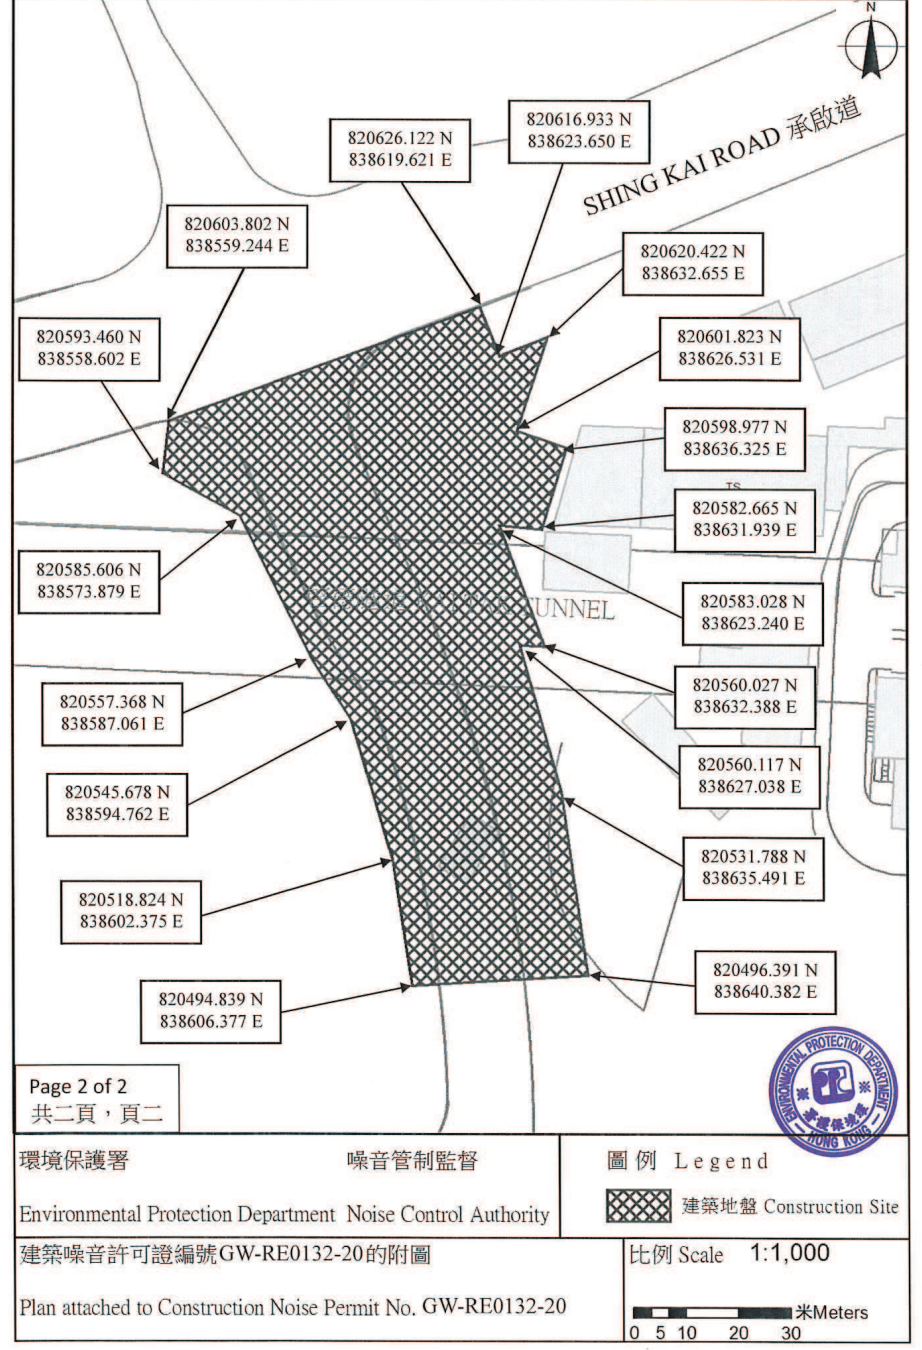 N
SHING KAI ROAD 承啟道
820616.933 N
838623.650 E
820626.122 N
838619.621 E
820603.802 N
838559.244 E
820620.422 N
838632.655 E
820593.460 N
838558.602 E
820601.823 N
838626.531 E
820598.977 N
838636.325 E
TS
820582.665 N
838631.939 E
820585.606 N
838573.879 E
820583.028 N
838623.240 E
TUNNEL
820560.027 N
838632.388 E
820557.368 N
838587.061 E
820560.117 N
838627.038 E
820545.678 N
838594.762 E
820531.788 N
838635.491 E
820518.824 N
838602.375 E
820496.391 N
838640.382 E
820494.839 N
838606.377 E
ENVIRONMENTAL PROTECTION DEPARTMENT
環境保護署
HONG KONG
Page 2 of 2
共二頁，頁二
環境保護署 噪音管制監督
Environmental Protection Department Noise Control Authority
圖例 Legend
建築地盤 Construction Site
建築噪音許可證編號GW-RE0132-20的附圖
Plan attached to Construction Noise Permit No. GW-RE0132-20
比例 Scale 1:1,000
米Meters
0 5 10 20 30